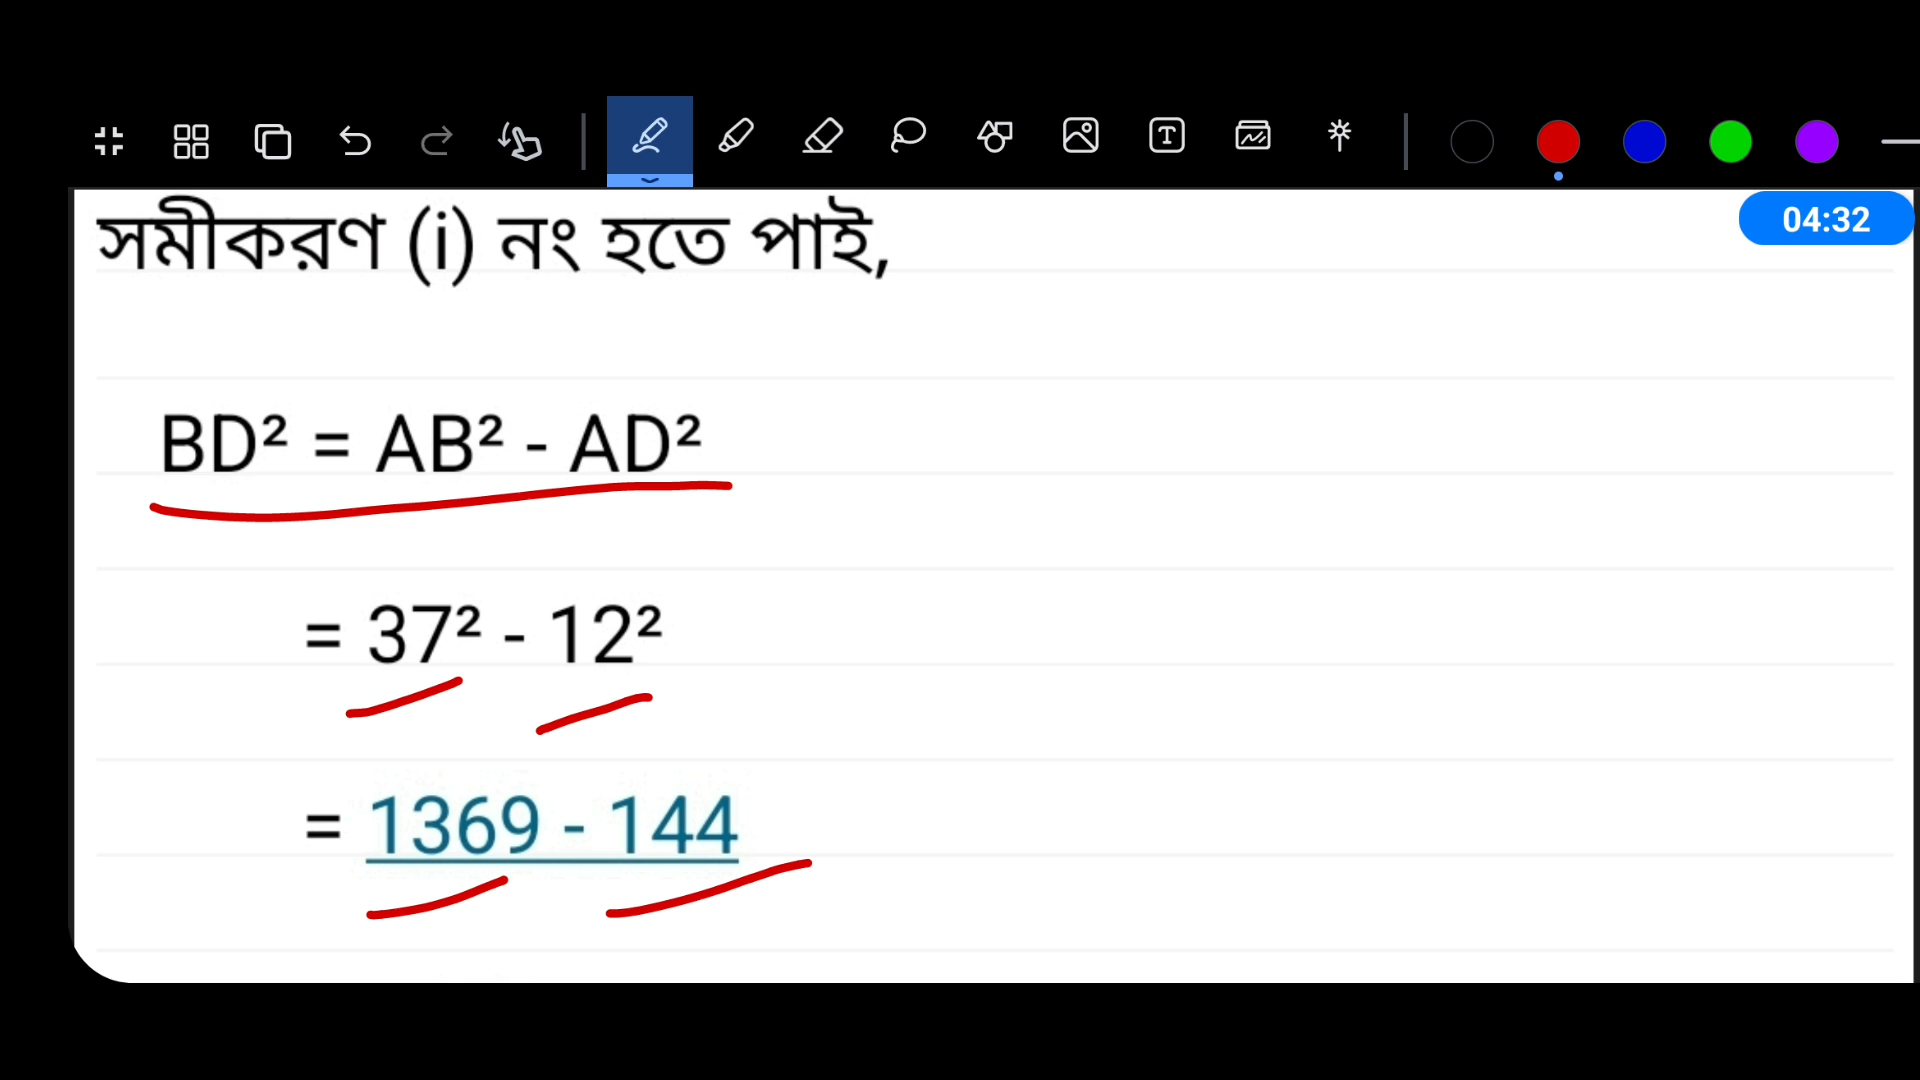 04:32
সমীকরণ (i) নং হতে পাই,
BD² = AB² - AD²
= 37² - 12²
= 1369 - 144